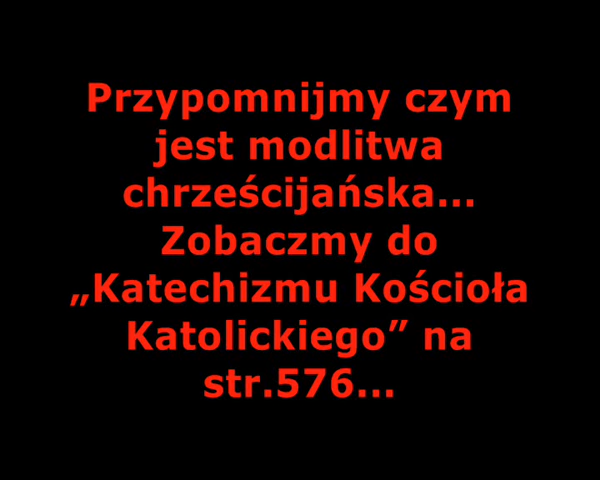 Przypomnijmy czym
jest modlitwa
chrześcijańska...
Zobaczmy do
„Katechizmu Kościoła
Katolickiego” na
str.576...